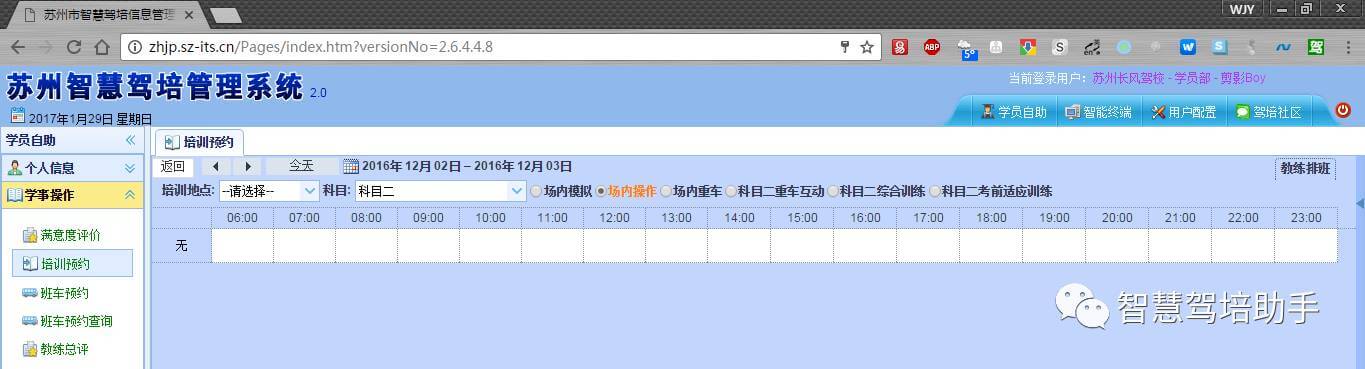 苏州市智慧驾培信息管理
WJY
zhjp.sz-its.cn/Pages/index.htm?versionNo=2.6.4.4.8
ABP
5°
苏州智慧驾培管理系统 2.0
当前登录用户：苏州长风驾校 - 学员部 - 剪影Boy
2017年1月29日 星期日
学员自助 智能终端 用户配置 驾培社区
学员自助
个人信息
学事操作
满意度评价
培训预约
班车预约
班车预约查询
教练总评
培训预约
返回 今天 2016年 12月 02日 – 2016年 12月 03日 教练排班
培训地点: --请选择-- 科目: 科目二 场内模拟 场内操作 场内重车 科目二重车互动 科目二综合训练 科目二考前适应训练
06:00 07:00 08:00 09:00 10:00 11:00 12:00 13:00 14:00 15:00 16:00 17:00 18:00 19:00 20:00 21:00 22:00 23:00
无
智慧驾培助手